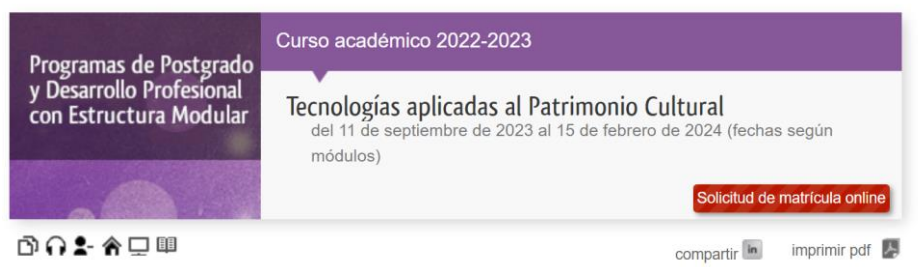 Programas de Postgrado
y Desarrollo Profesional
con Estructura Modular
Curso académico 2022-2023
Tecnologías aplicadas al Patrimonio Cultural
del 11 de septiembre de 2023 al 15 de febrero de 2024 (fechas según
módulos)
Solicitud de matrícula online
compartir in imprimir pdf